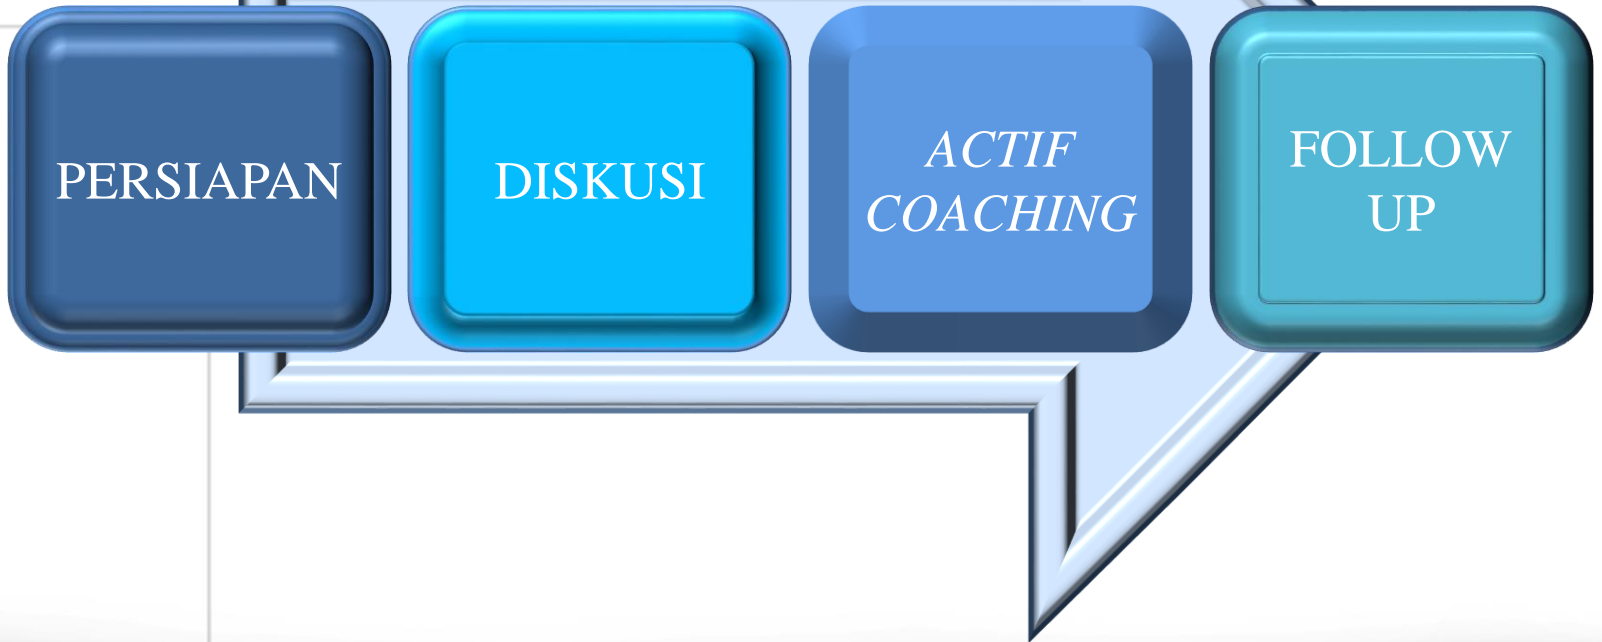 PERSIAPAN
DISKUSI
ACTIF
COACHING
FOLLOW
UP